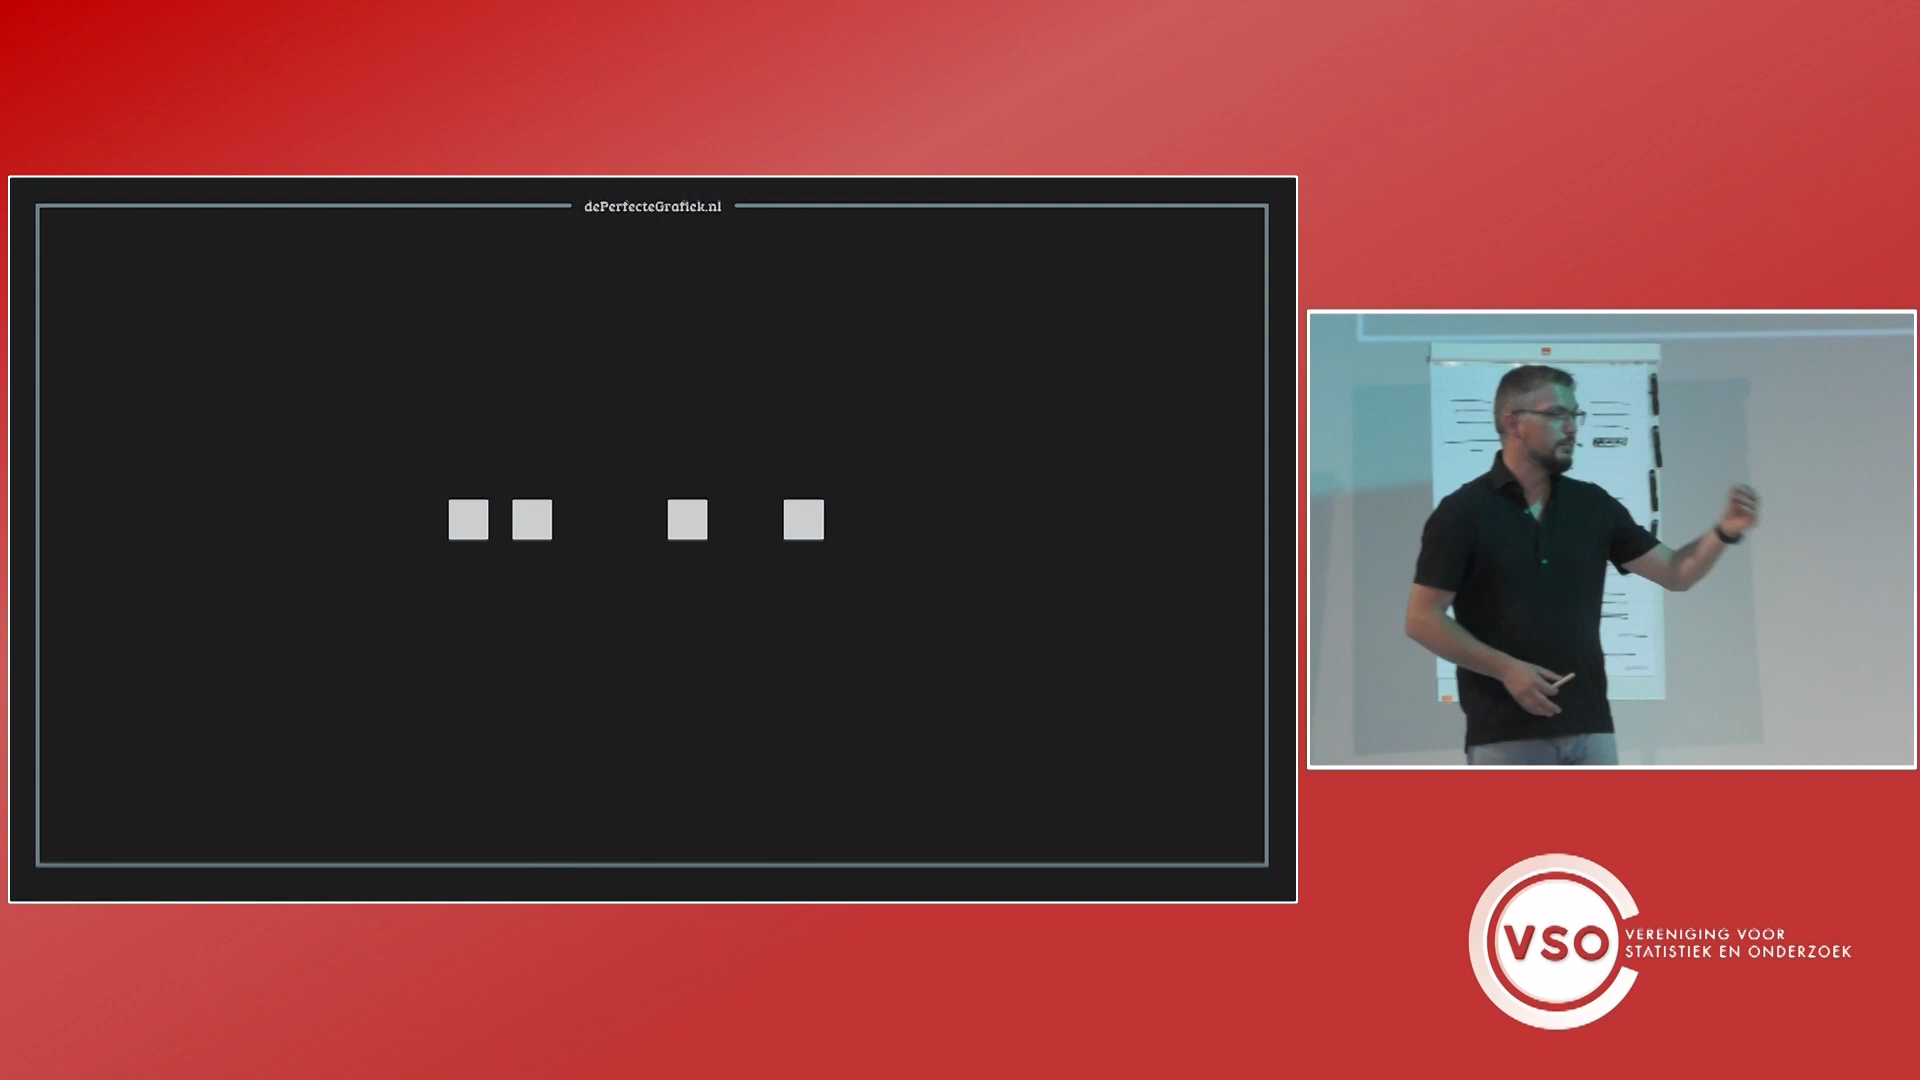 dePerfecteGrafiek.nl
VSO
VERENIGING VOOR
STATISTIEK EN ONDERZOEK